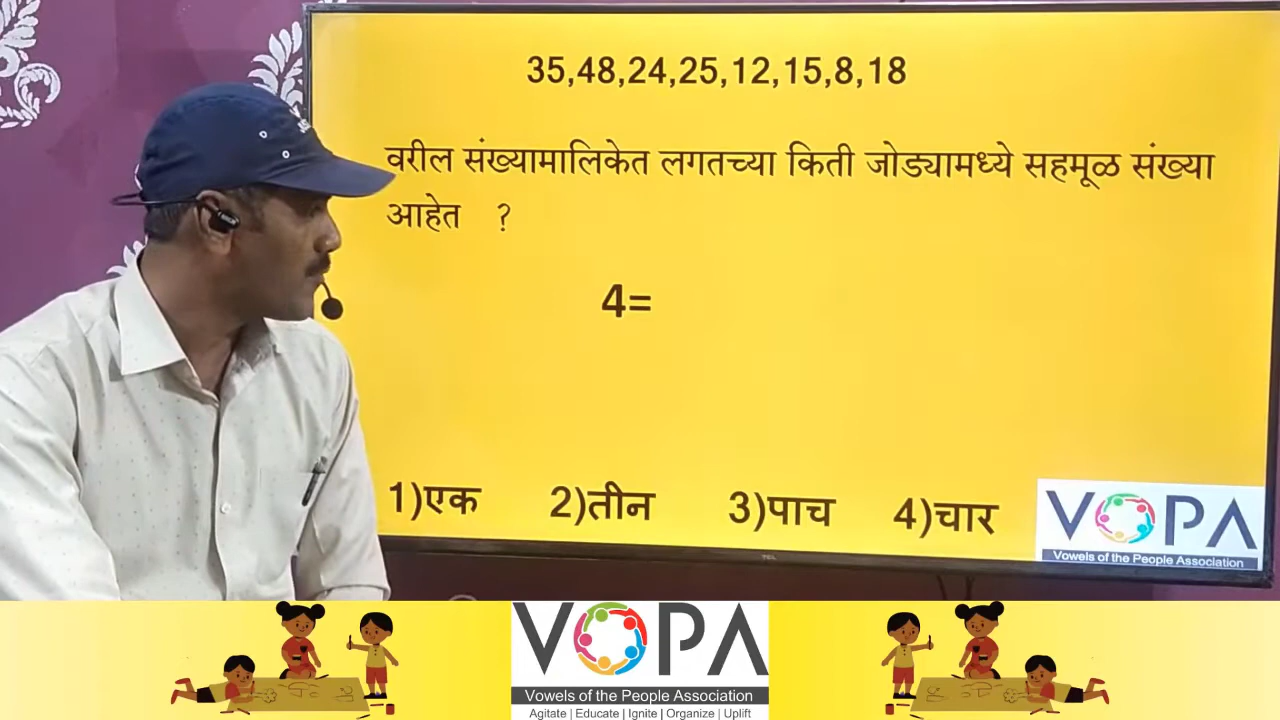 35,48,24,25,12,15,8,18
वरील संख्यामालिकेत लगतच्या किती जोड्यामध्ये सहमूळ संख्या
आहेत ?
4=
1)एक 2)तीन 3)पाच 4)चार
VOPA
Vowels of the People Association
VOPA
Vowels of the People Association
Agitate | Educate | Ignite | Organize | Uplift